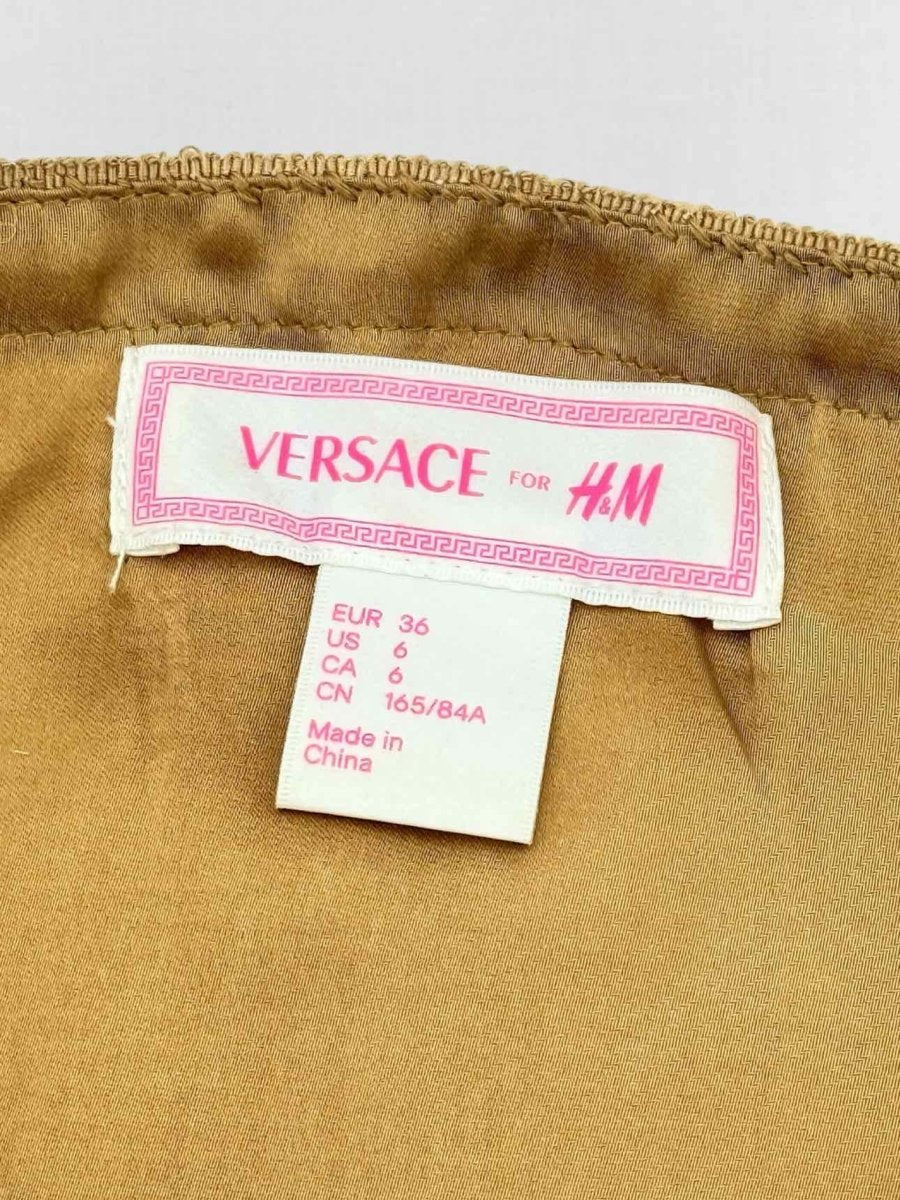 VERSACE FOR H&M
EUR 36
US 6
CA 6
CN 165/84A
Made in
China